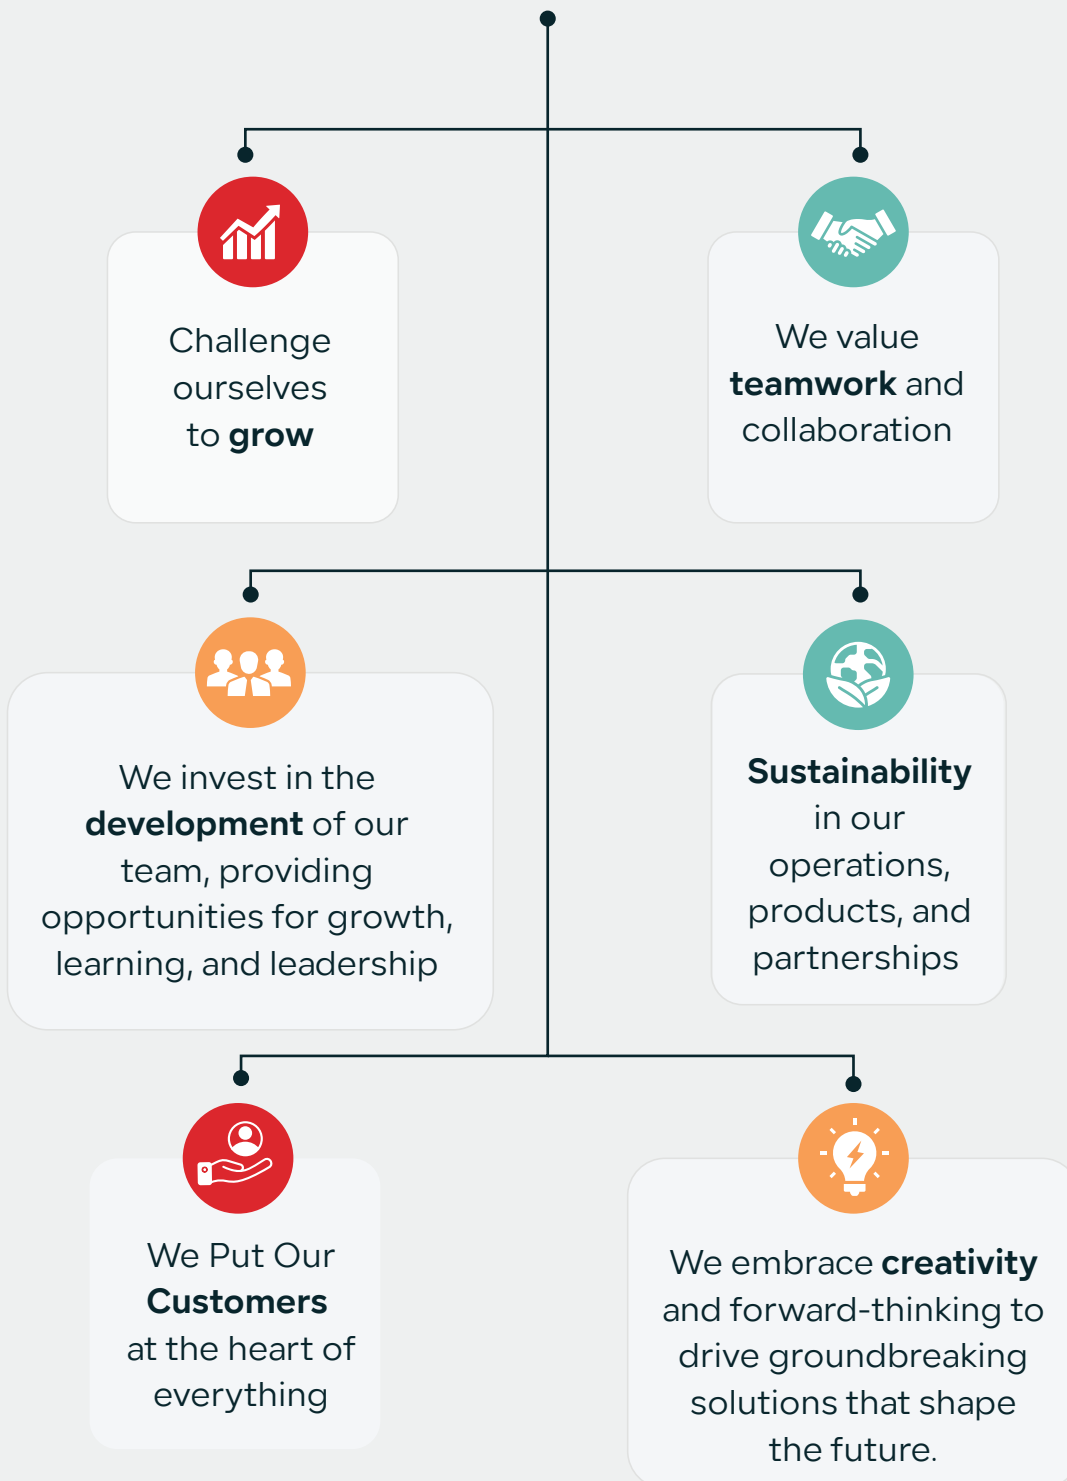 Challenge
ourselves
to grow
We value
teamwork and
collaboration
We invest in the
development of our
team, providing
opportunities for growth,
learning, and leadership
Sustainability
in our
operations,
products, and
partnerships
We Put Our
Customers
at the heart of
everything
We embrace creativity
and forward-thinking to
drive groundbreaking
solutions that shape
the future.